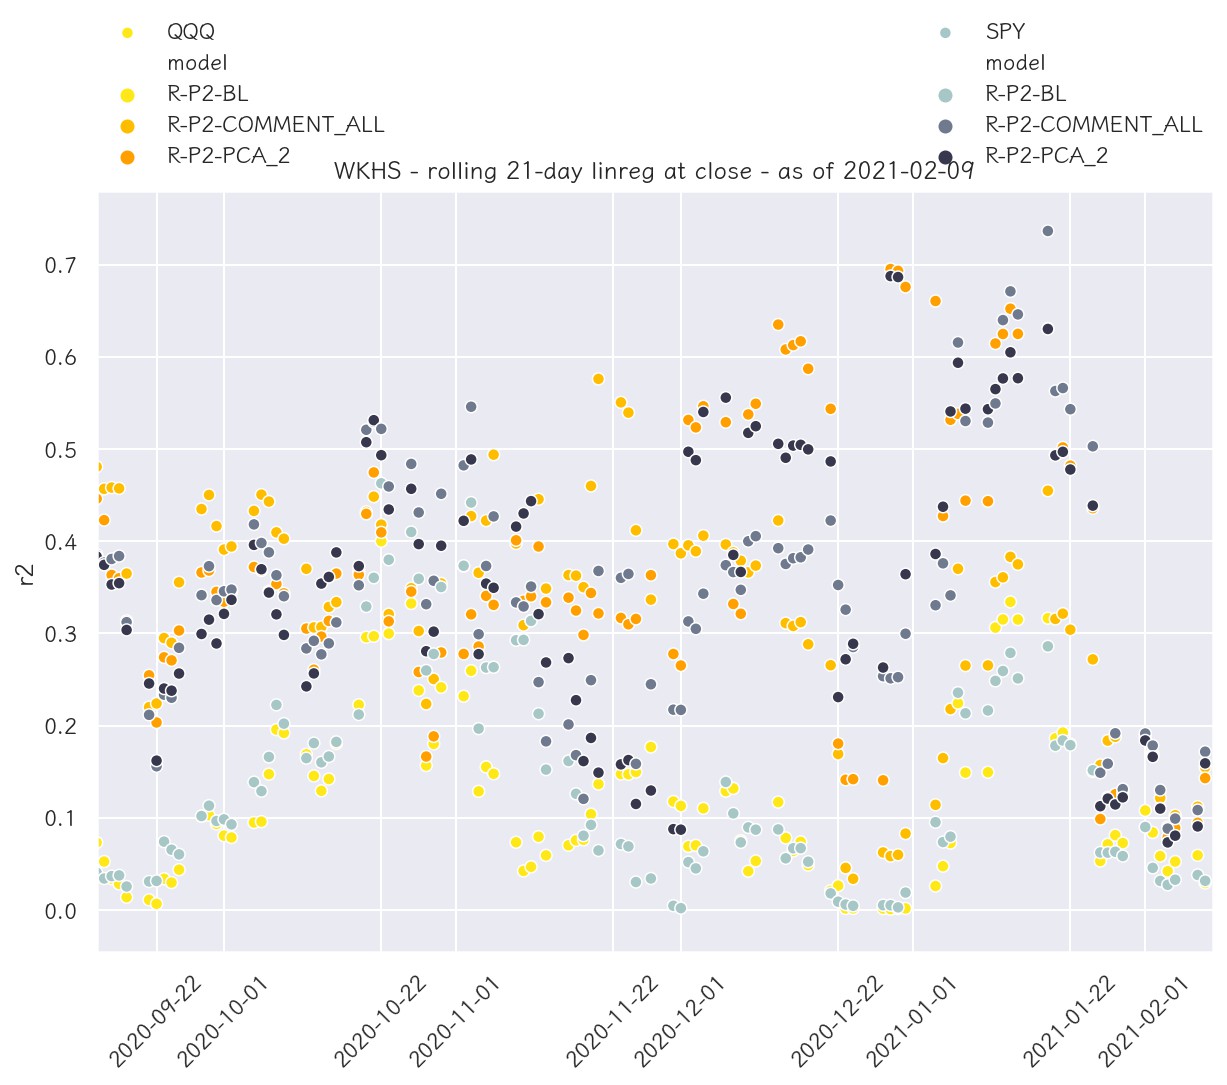 QQQ
model
R-P2-BL
R-P2-COMMENT_ALL
R-P2-PCA_2
SPY
model
R-P2-BL
R-P2-COMMENT_ALL
R-P2-PCA_2
WKHS - rolling 21-day linreg at close - as of 2021-02-09
r2
0.7
0.6
0.5
0.4
0.3
0.2
0.1
0.0
2020-09-22
2020-10-01
2020-10-22
2020-11-01
2020-11-22
2020-12-01
2020-12-22
2021-01-01
2021-01-22
2021-02-01